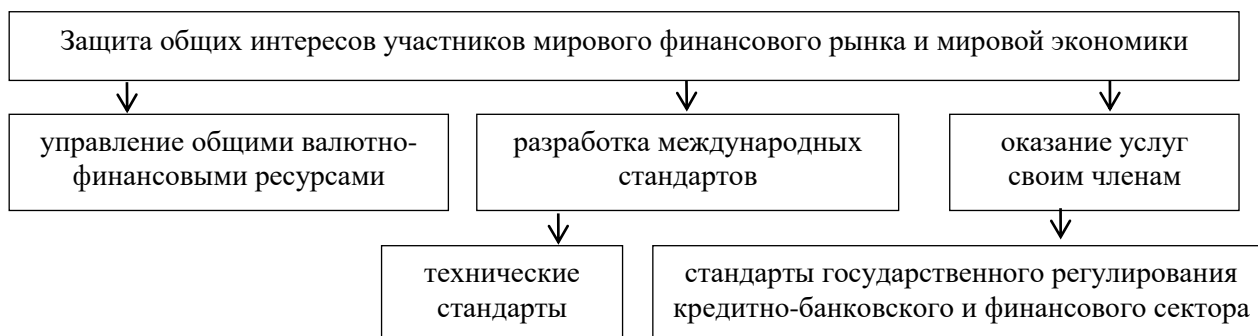 Защита общих интересов участников мирового финансового рынка и мировой экономики
управление общими валютно-
финансовыми ресурсами
разработка международных
стандартов
оказание услуг
своим членам
технические
стандарты
стандарты государственного регулирования
кредитно-банковского и финансового сектора